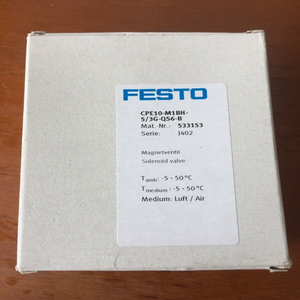 FESTO
CPE10-M1BH-
5/3G-QS6-B
Mat.-Nr.: 533153
Serie: J402
Magnetventil
Solenoid valve
Tamb: -5 - 50°C
Tmedium: -5 - 50°C
Medium: Luft / Air